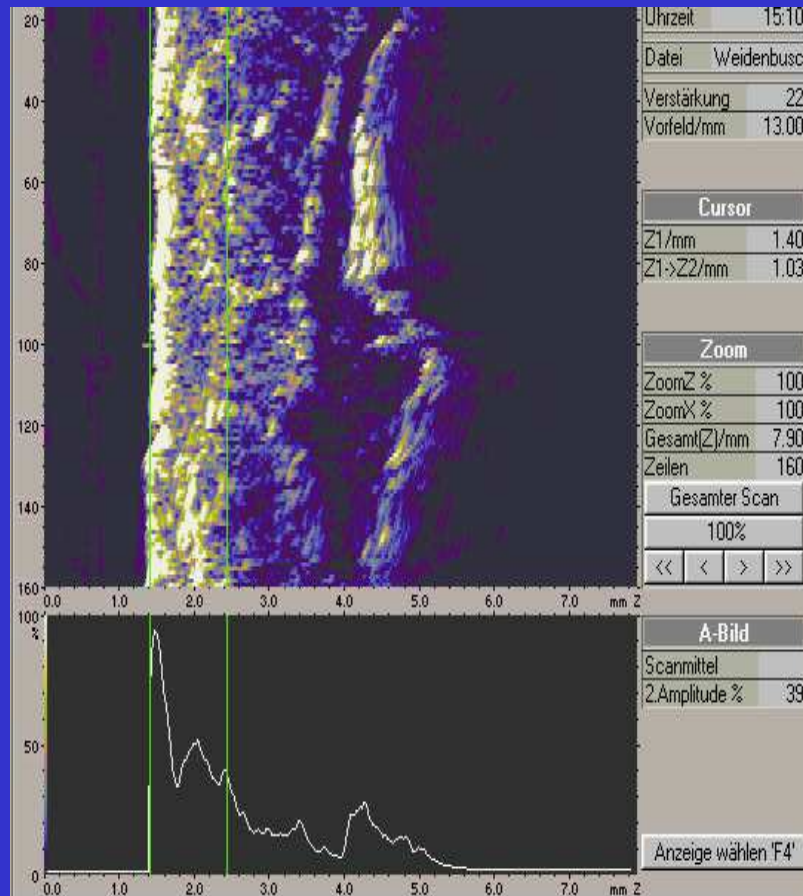 Uhrzeit 15:10
Datei Weidenbusc
Verstärkung 22
Vorfeld/mm 13.00
Cursor
Z1/mm 1.40
Z1->Z2/mm 1.03
Zoom
ZoomZ % 100
ZoomX % 100
Gesamt(Z)/mm 7.90
Zeilen 160
Gesamter Scan
100%
<< < > >>
20
40
60
80
100
120
140
160
0.0 1.0 2.0 3.0 4.0 5.0 6.0 7.0 mm Z
A-Bild
Scanmittel
2.Amplitude % 39
Anzeige wählen 'F4'
100
%
50
0
0.0 1.0 2.0 3.0 4.0 5.0 6.0 7.0 mm Z